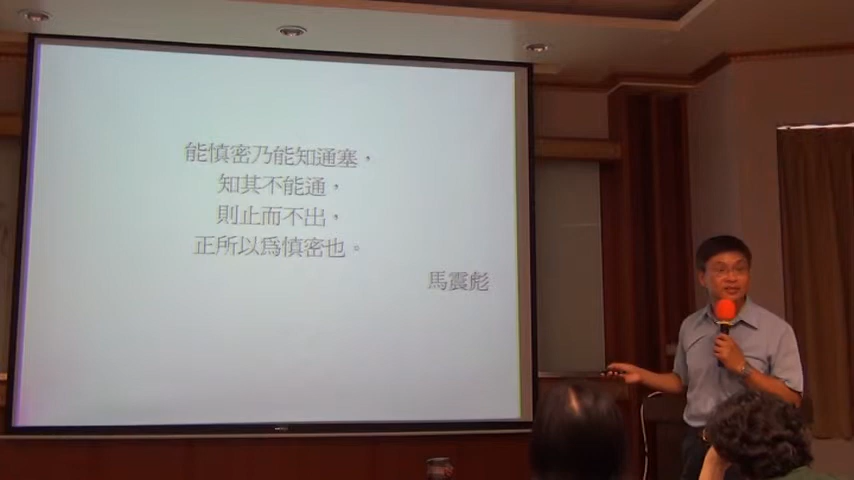 能慎密乃能知通塞，
知其不能通，
則止而不出，
正所以為慎密也。
馬震彪